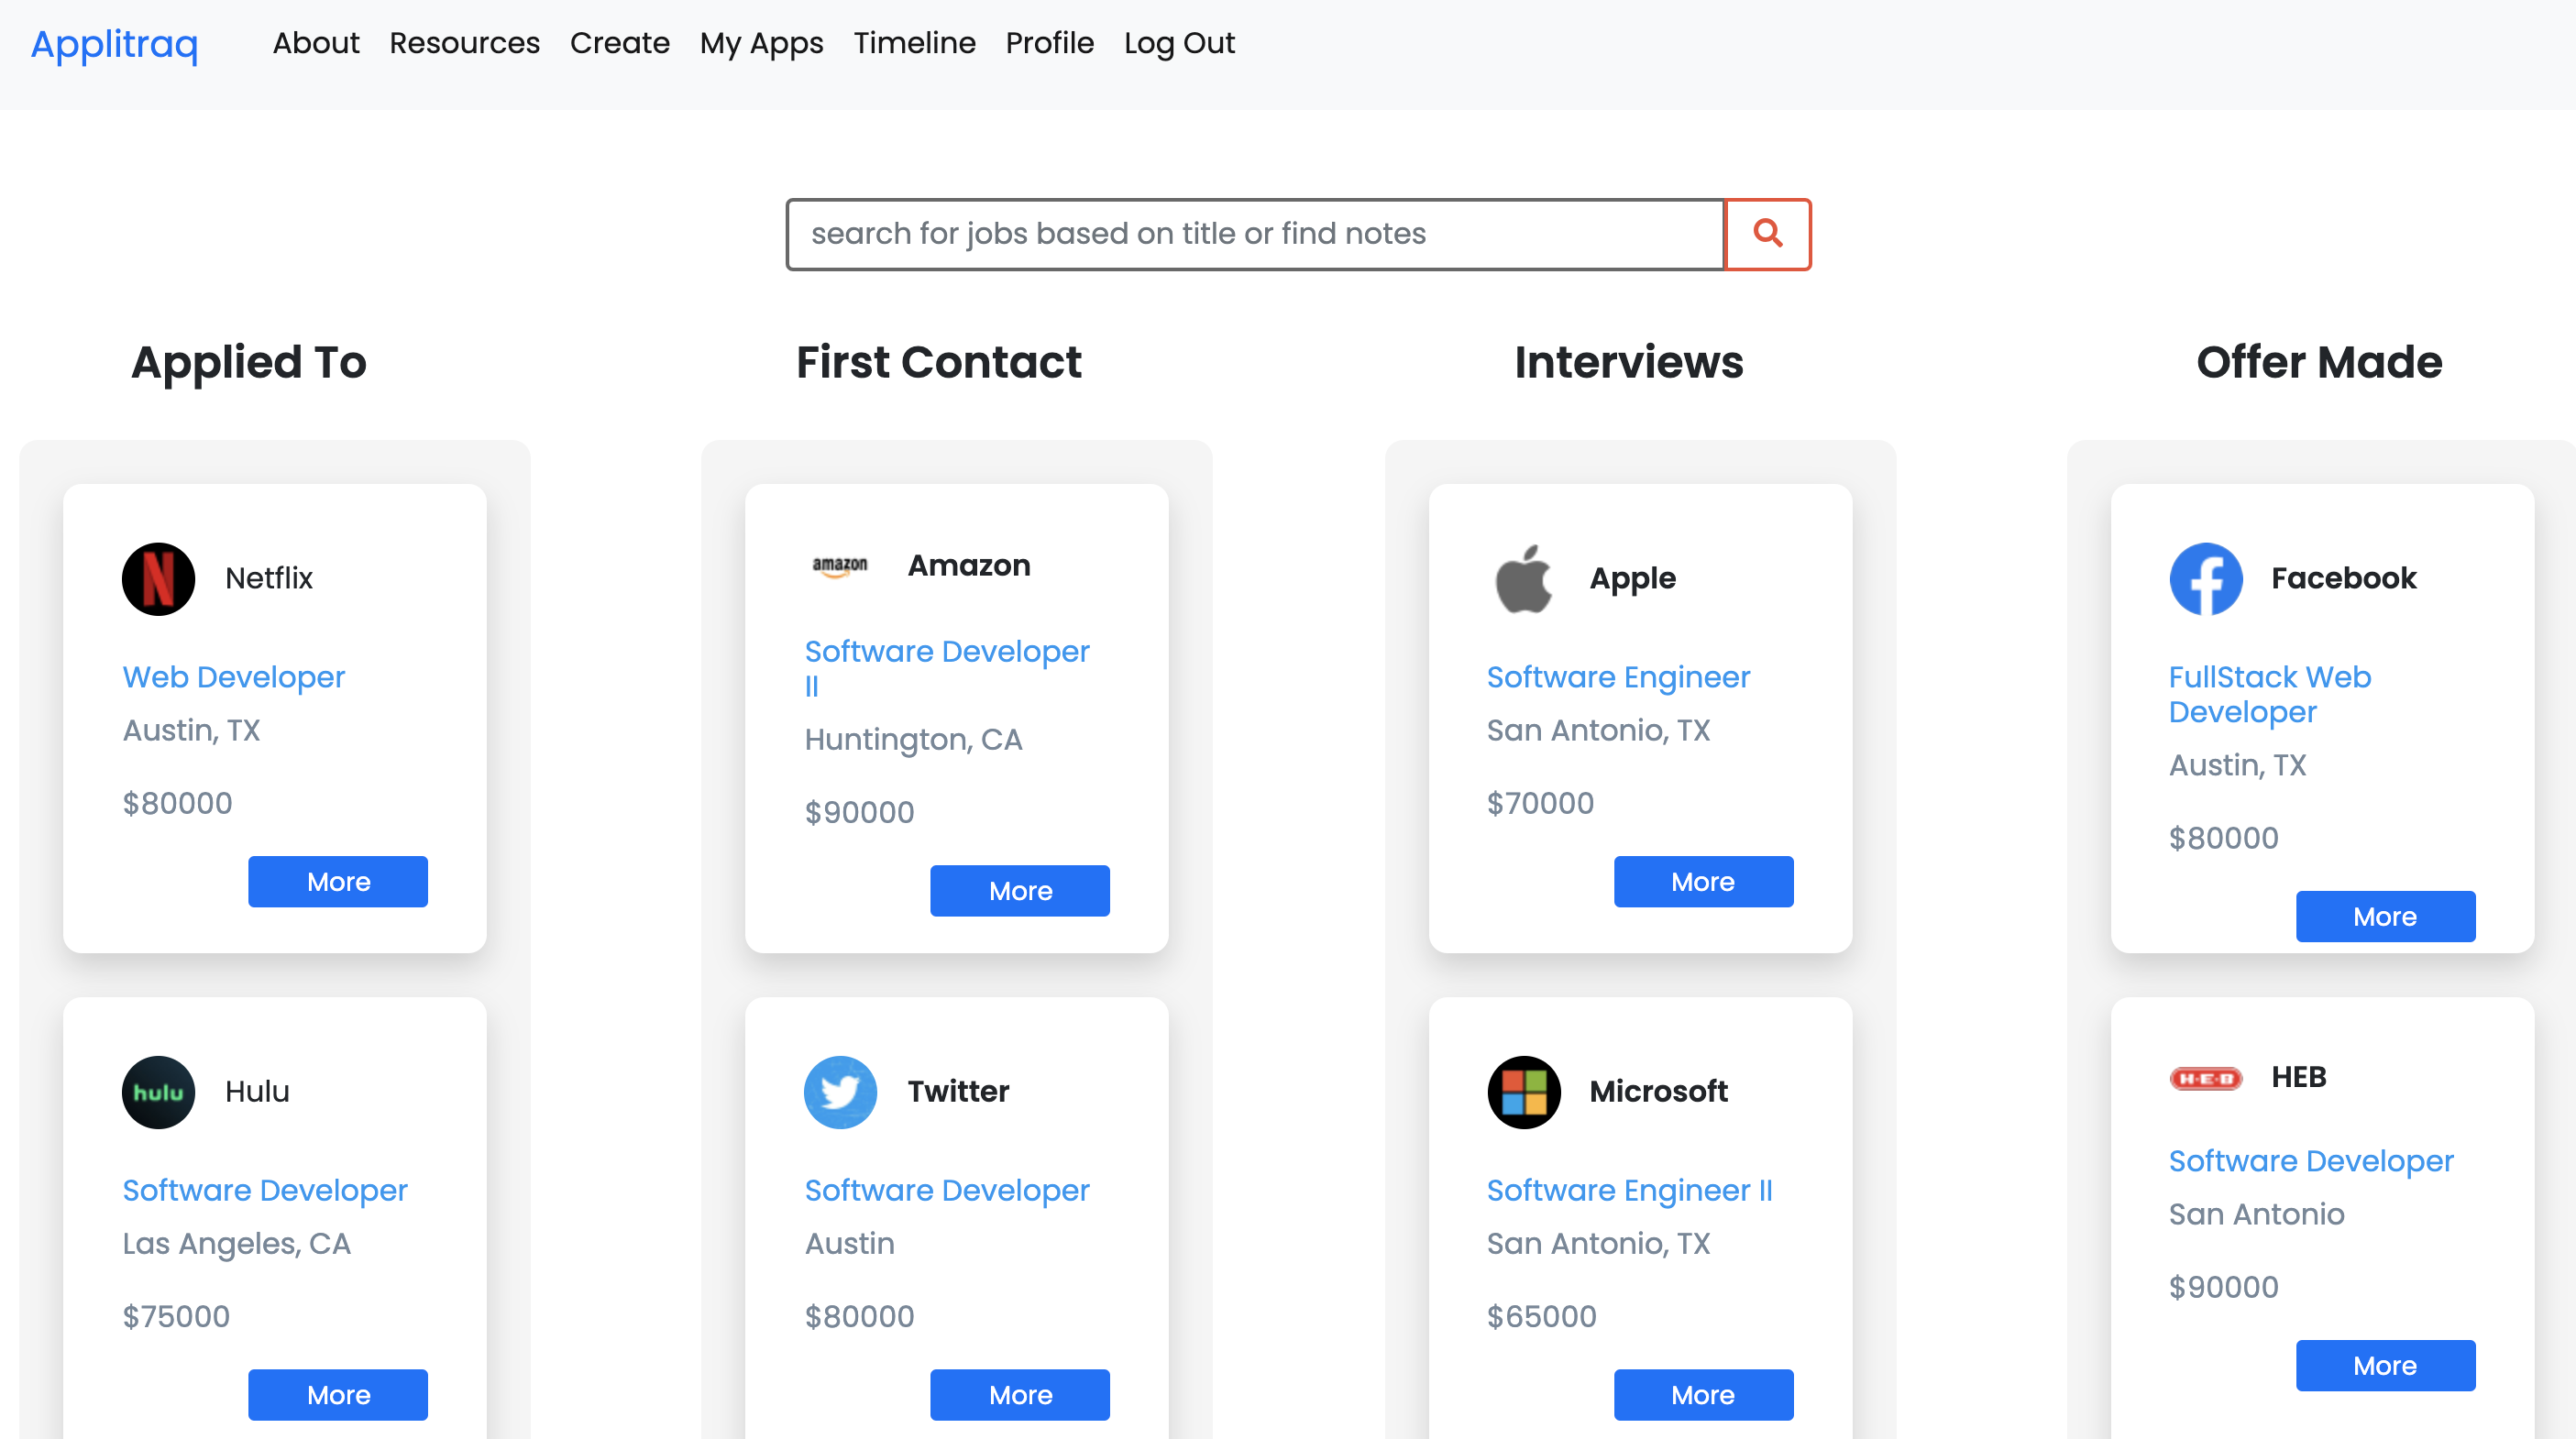 Applitraq
About Resources Create My Apps Timeline Profile Log Out
search for jobs based on title or find notes
Applied To
Netflix
Web Developer
Austin, TX
$80000
More
hulu
Hulu
Software Developer
Las Angeles, CA
$75000
More
First Contact
amazon
Amazon
Software Developer
II
Huntington, CA
$90000
More
Twitter
Software Developer
Austin
$80000
More
Interviews
Apple
Software Engineer
San Antonio, TX
$70000
More
Microsoft
Software Engineer II
San Antonio, TX
$65000
More
Offer Made
Facebook
FullStack Web
Developer
Austin, TX
$80000
More
H-E-B
HEB
Software Developer
San Antonio
$90000
More